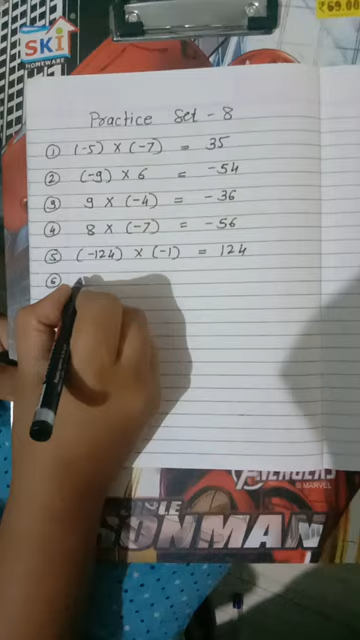 ₹69.00
SKI
HOMEWARE
Practice Set - 8
① (-5) × (-7) = 35
② (-9) × 6 = -54
③ 9 × (-4) = -36
④ 8 × (-7) = -56
⑤ (-124) × (-1) = 124
⑥
AVENGERS
© MARVEL
IRONMAN